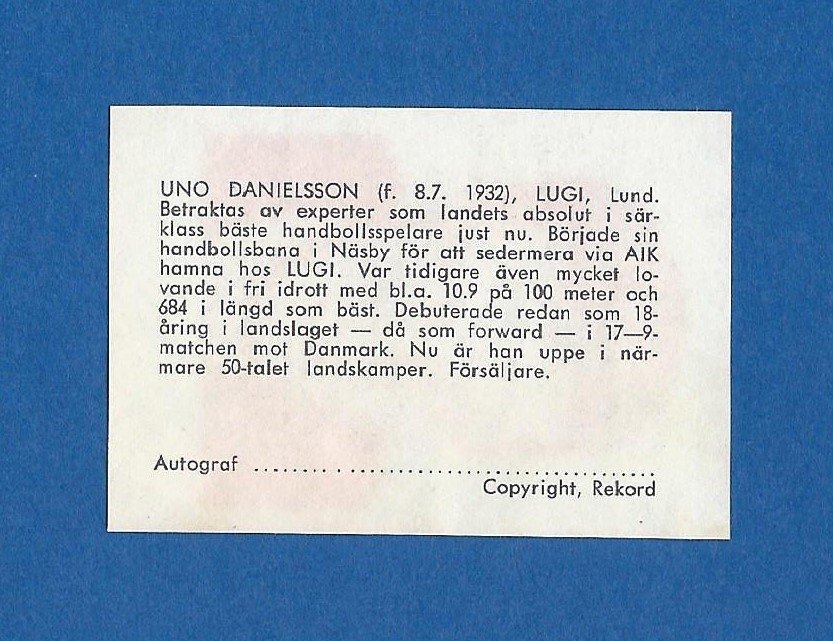 UNO DANIELSSON (f. 8.7. 1932), LUGI, Lund.
Betraktas av experter som landets absolut i sär-
klass bäste handbollsspelare just nu. Började sin
handbollsbana i Näsby för att sedermera via AIK
hamna hos LUGI. Var tidigare även mycket lo-
vande i fri idrott med bl.a. 10.9 på 100 meter och
684 i längd som bäst. Debuterade redan som 18-
åring i landslaget — då som forward — i 17—9-
matchen mot Danmark. Nu är han uppe i när-
mare 50-talet landskamper. Försäljare.
Autograf ................................................
Copyright, Rekord